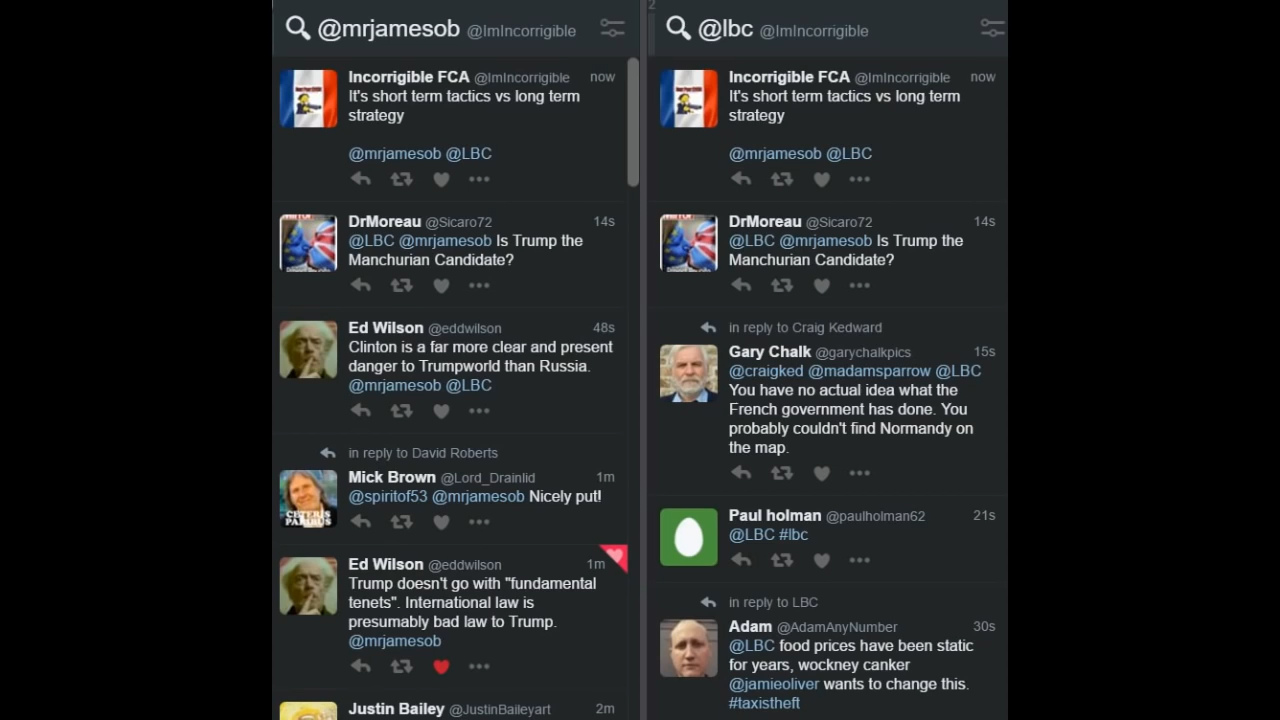 @mrjamesob @ImIncorrigible
Incorrigible FCA @ImIncorrigible now
It's short term tactics vs long term
strategy
@mrjamesob @LBC
DrMoreau @Sicaro72 14s
@LBC @mrjamesob Is Trump the
Manchurian Candidate?
Ed Wilson @eddwilson 48s
Clinton is a far more clear and present
danger to Trumpworld than Russia.
@mrjamesob @LBC
in reply to David Roberts
Mick Brown @Lord_Drainlid 1m
@spiritof53 @mrjamesob Nicely put!
CETERIS
PARIBUS
Ed Wilson @eddwilson 1m
Trump doesn't go with "fundamental
tenets". International law is
presumably bad law to Trump.
@mrjamesob
Justin Bailey @JustinBaileyart 2m
2
@lbc @ImIncorrigible
Incorrigible FCA @ImIncorrigible now
It's short term tactics vs long term
strategy
@mrjamesob @LBC
DrMoreau @Sicaro72 14s
@LBC @mrjamesob Is Trump the
Manchurian Candidate?
in reply to Craig Kedward
Gary Chalk @garychalkpics 15s
@craigked @madamsparrow @LBC
You have no actual idea what the
French government has done. You
probably couldn't find Normandy on
the map.
Paul holman @paulholman62 21s
@LBC #lbc
in reply to LBC
Adam @AdamAnyNumber 30s
@LBC food prices have been static
for years, wockney canker
@jamieoliver wants to change this.
#taxistheft